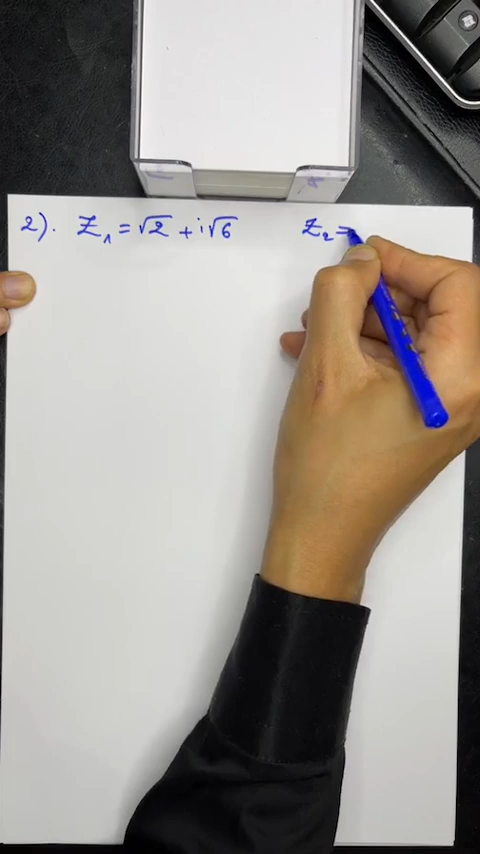 2). Z₁ = √2 + i√6 Z₂ =